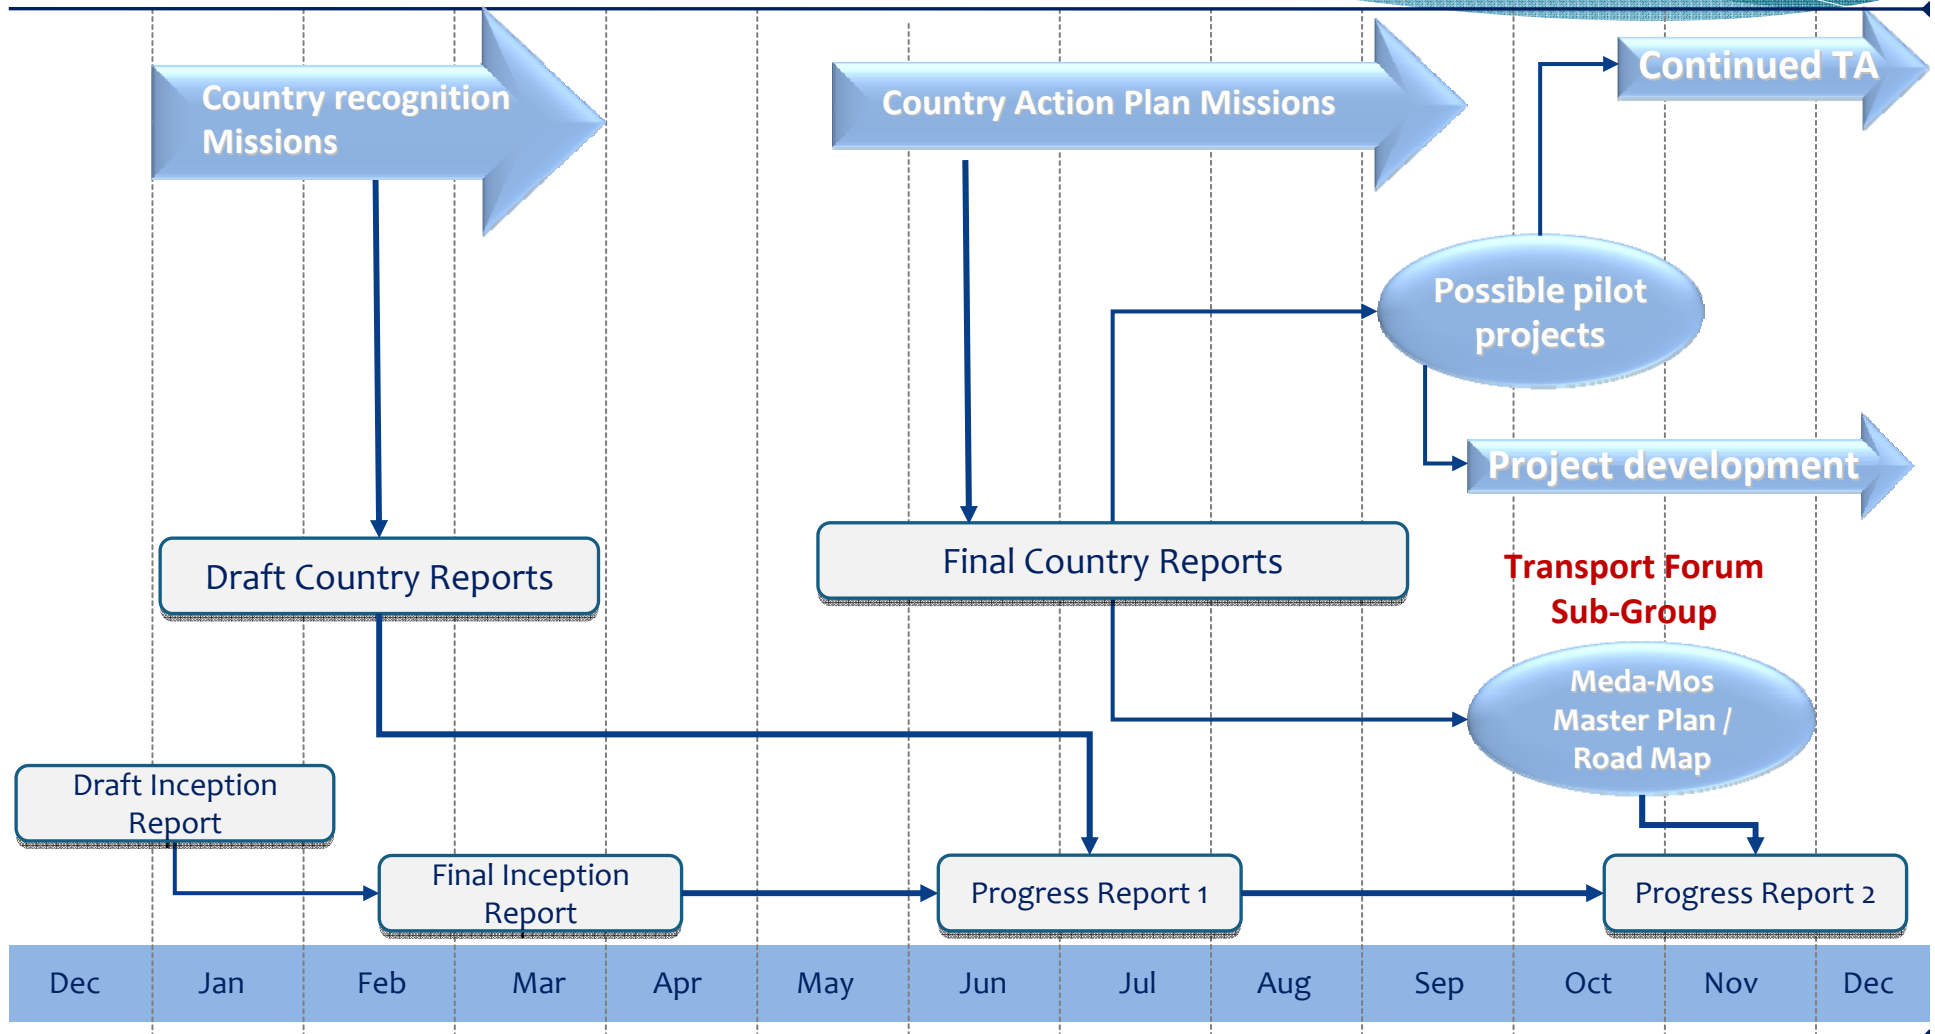 Country recognition
Missions
Country Action Plan Missions
Continued TA
Possible pilot
projects
Project development
Draft Country Reports
Final Country Reports
Transport Forum
Sub-Group
Meda-Mos
Master Plan /
Road Map
Draft Inception
Report
Final Inception
Report
Progress Report 1
Progress Report 2
Dec Jan Feb Mar Apr May Jun Jul Aug Sep Oct Nov Dec